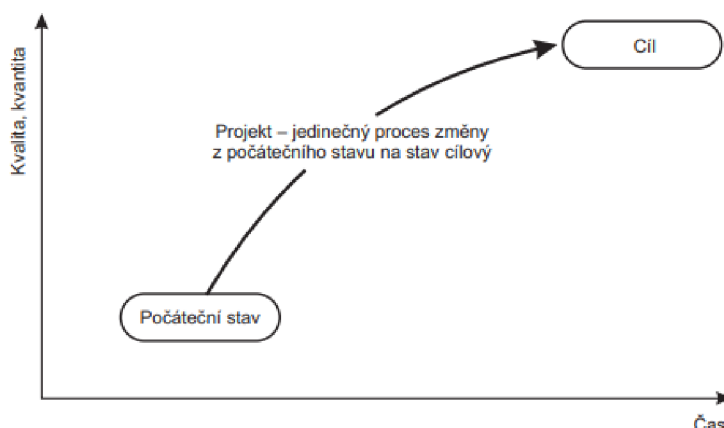 Kvalita, kvantita
Cíl
Projekt – jedinečný proces změny
z počátečního stavu na stav cílový
Počáteční stav
Čas